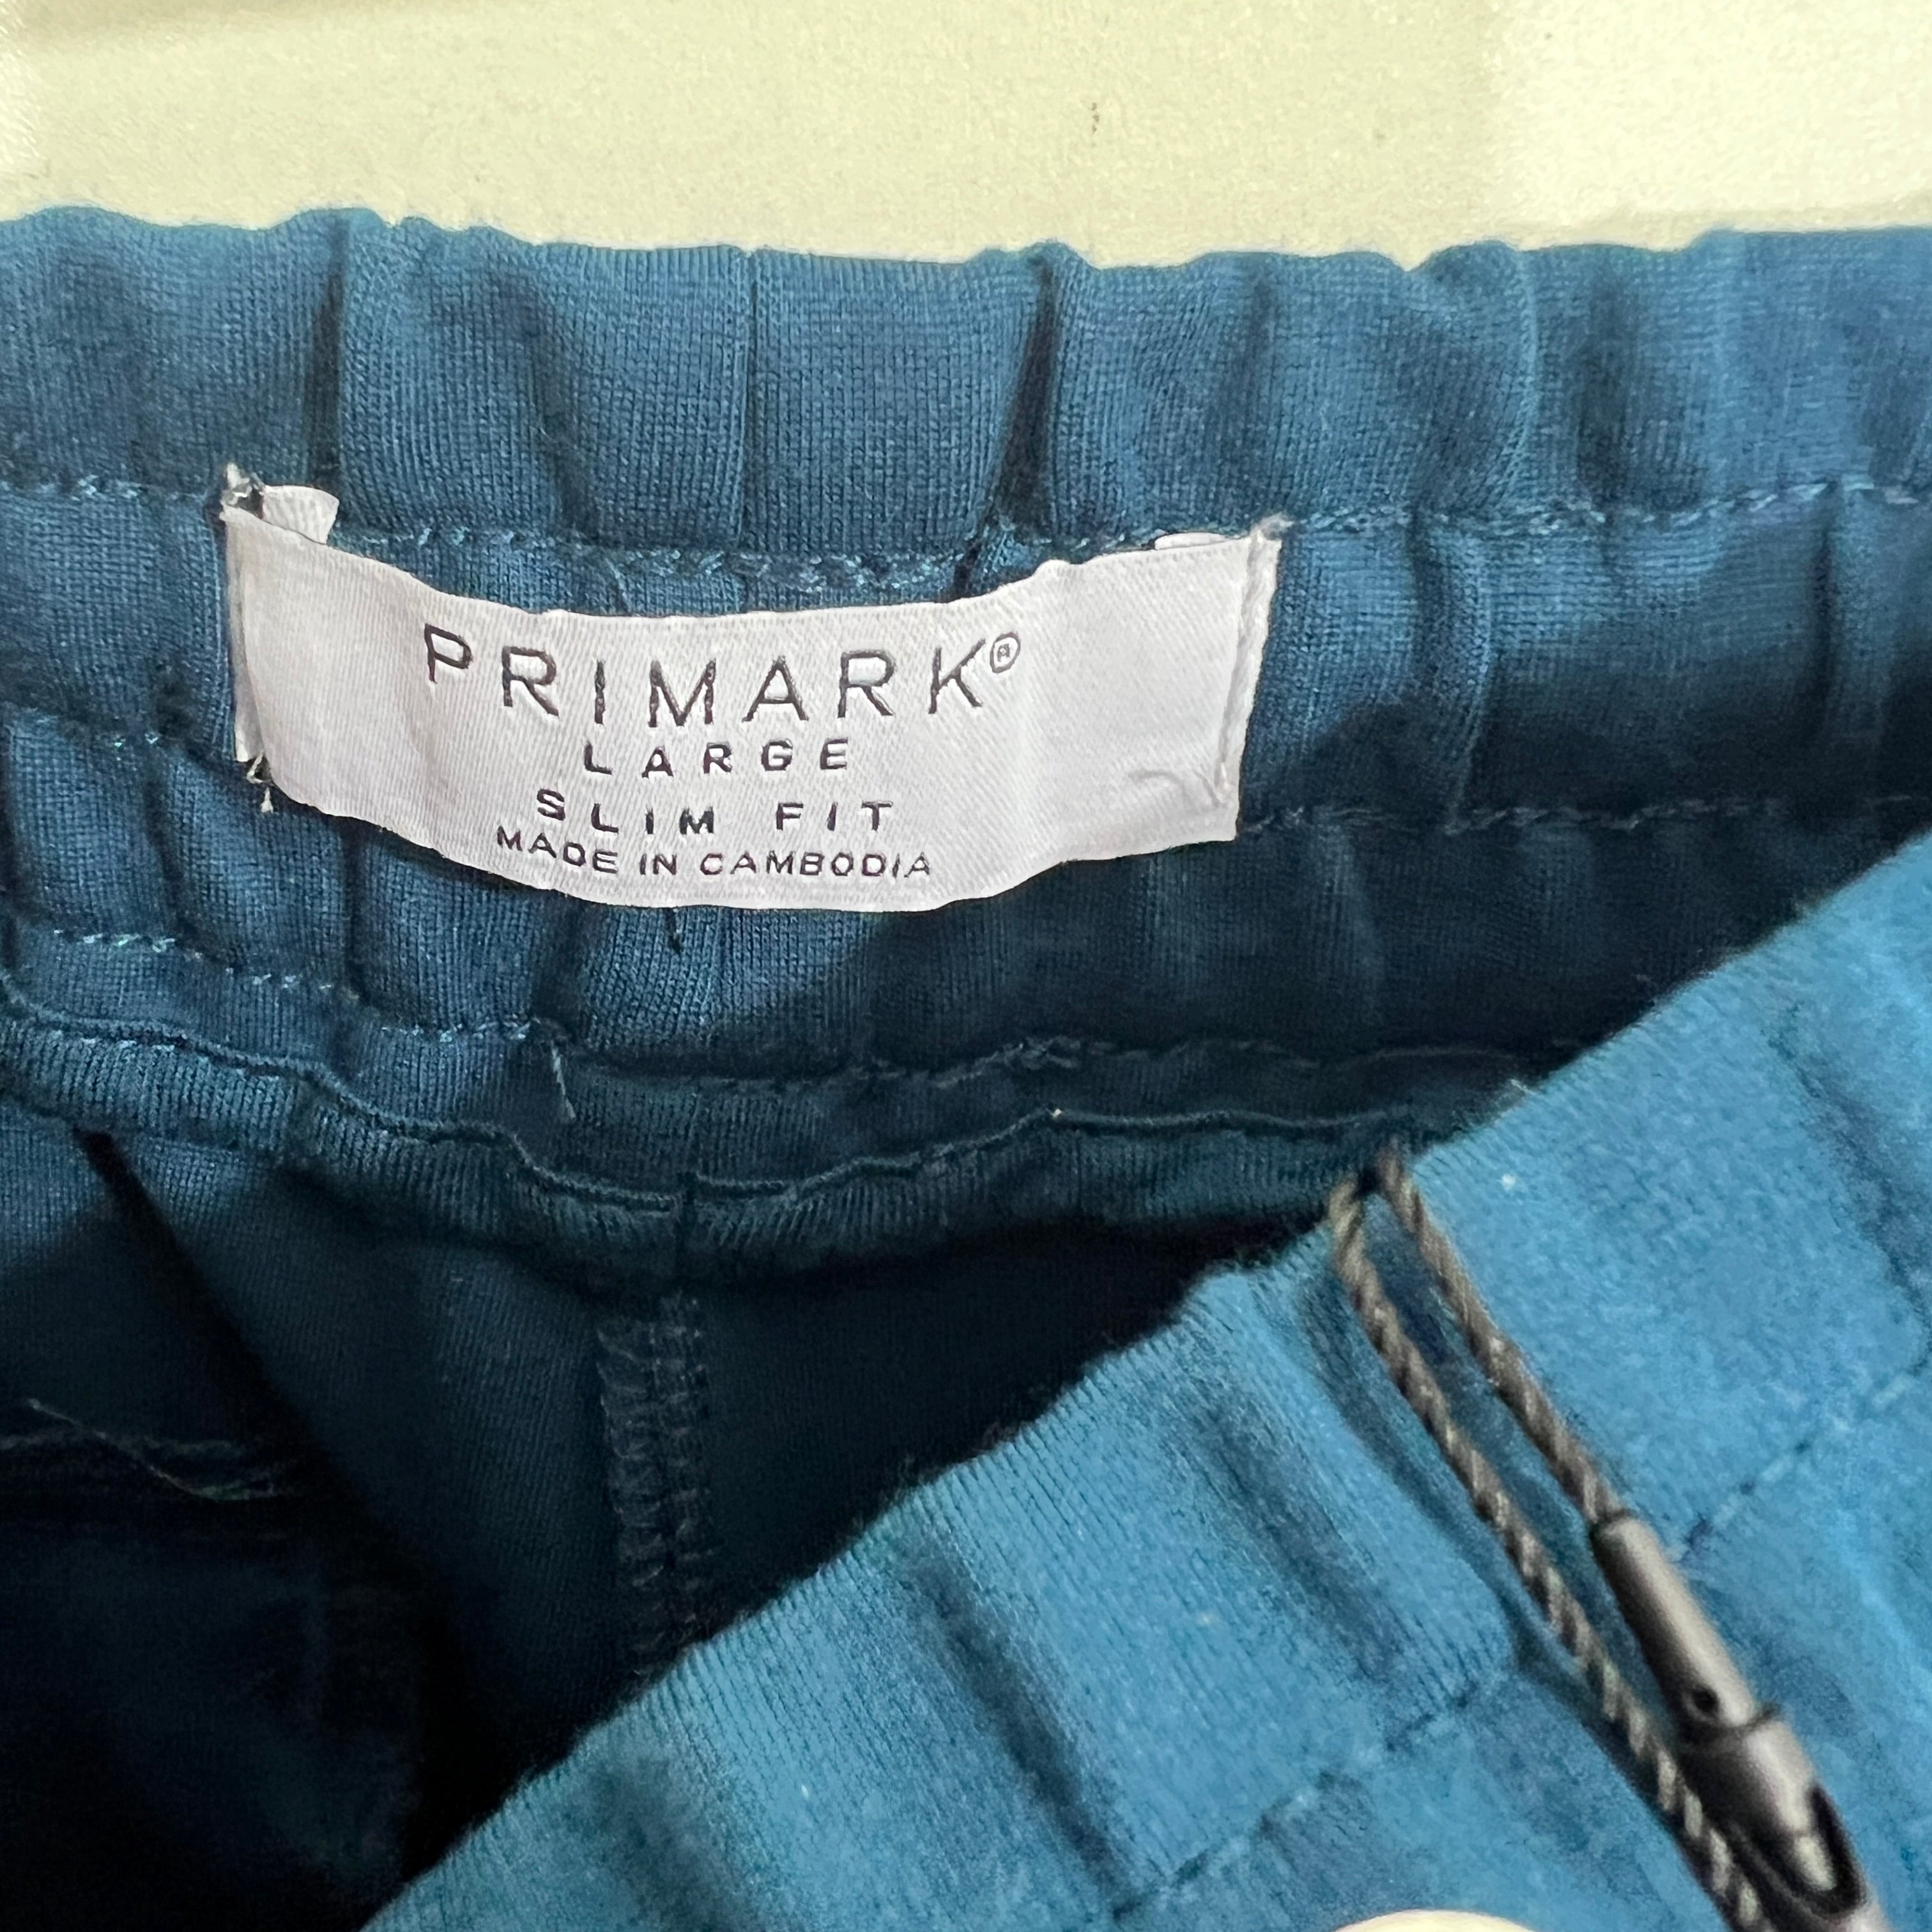 PRIMARK®
LARGE
SLIM FIT
MADE IN CAMBODIA